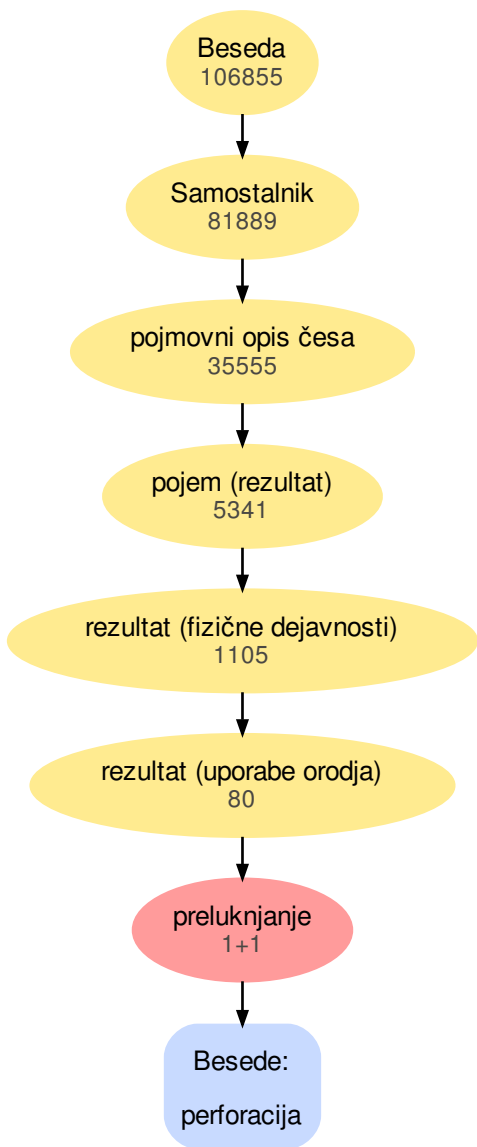 Beseda
106855
Samostalnik
81889
pojmovni opis česa
35555
pojem (rezultat)
5341
rezultat (fizične dejavnosti)
1105
rezultat (uporabe orodja)
80
preluknjanje
1+1
Besede:
perforacija